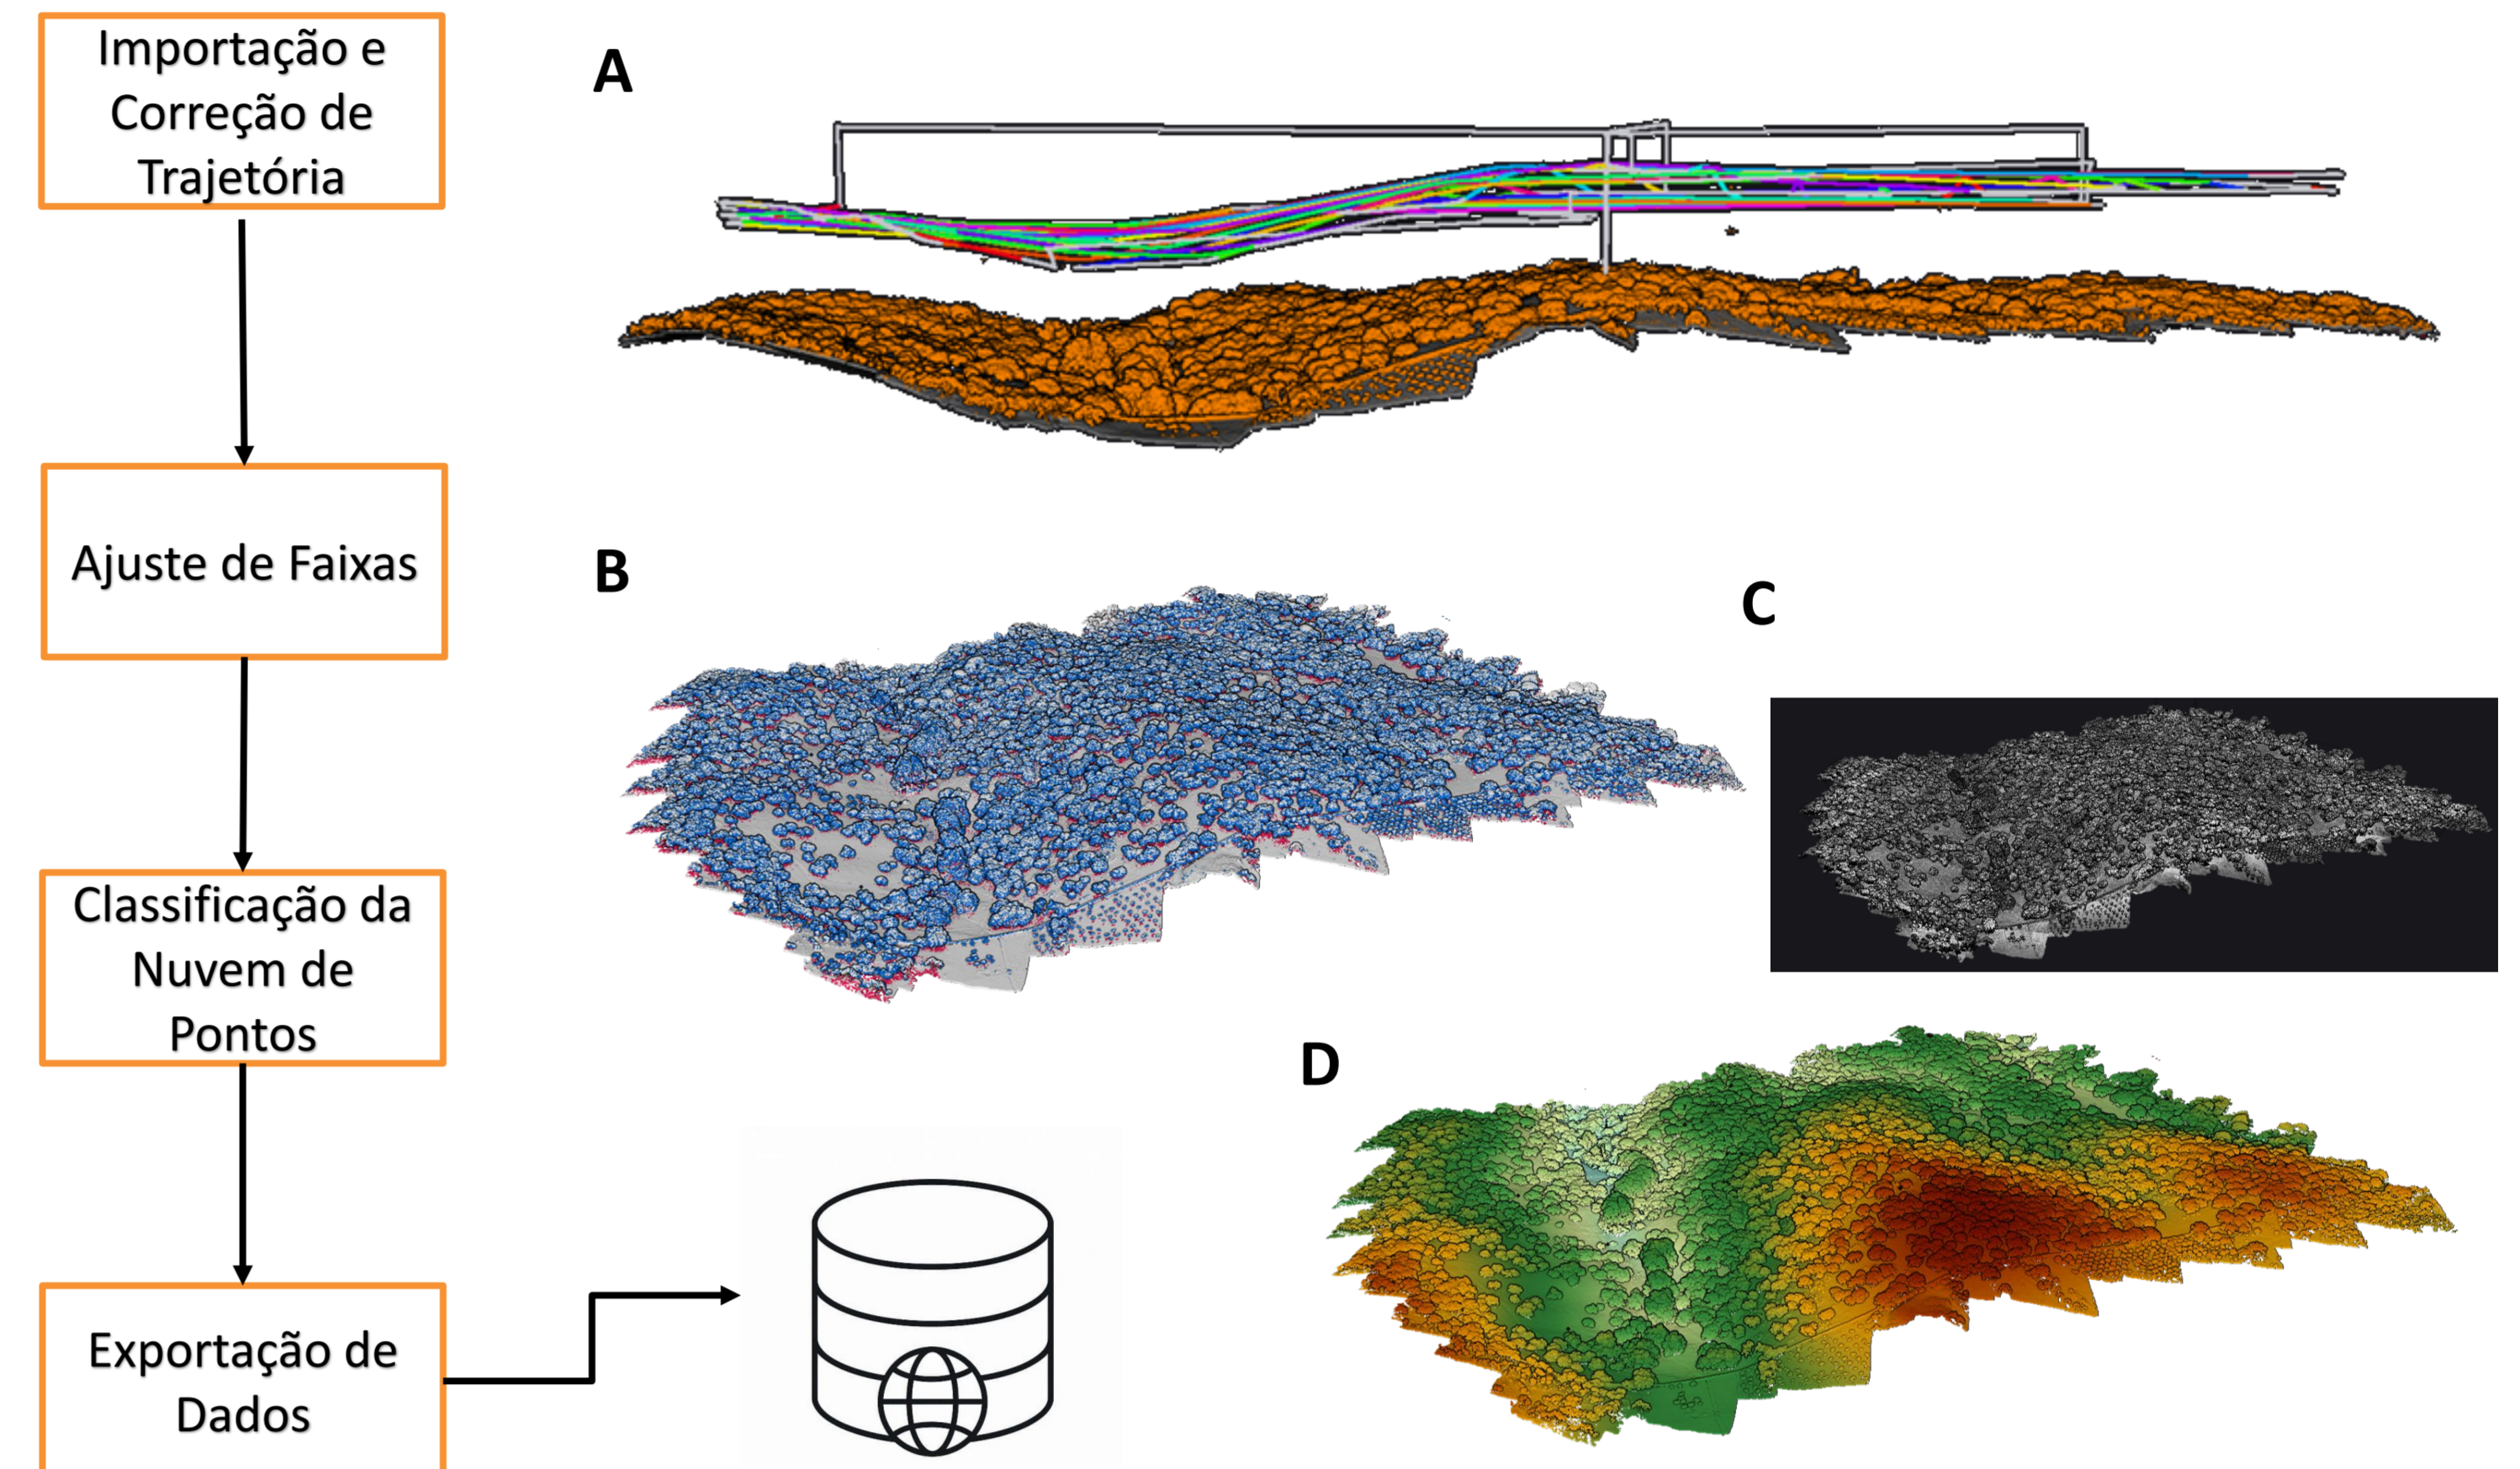 Importação e
Correção de
Trajetória
A
Ajuste de Faixas
B
C
Classificação da
Nuvem de
Pontos
D
Exportação de
Dados